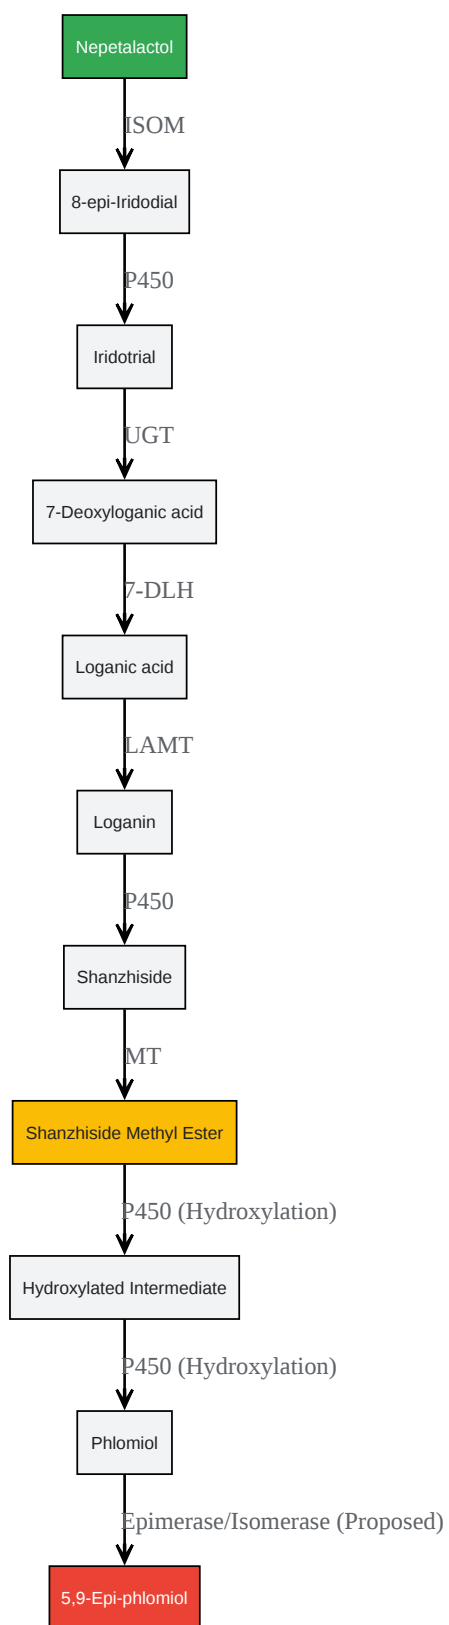 Nepetalactol
ISOM
8-epi-Iridodial
P450
Iridotrial
UGT
7-Deoxyloganic acid
7-DLH
Loganic acid
LAMT
Loganin
P450
Shanzhiside
MT
Shanzhiside Methyl Ester
P450 (Hydroxylation)
Hydroxylated Intermediate
P450 (Hydroxylation)
Phlomiol
Epimerase/Isomerase (Proposed)
5,9-Epi-phlomiol